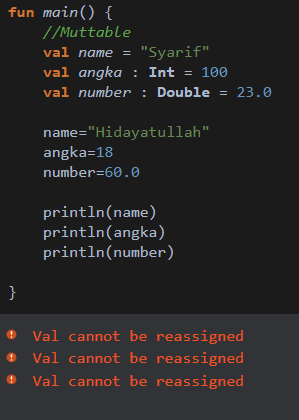 fun main() {
//Muttable
val name = "Syarif"
val angka : Int = 100
val number : Double = 23.0
name="Hidayatullah"
angka=18
number=60.0
println(name)
println(angka)
println(number)
}
Val cannot be reassigned
Val cannot be reassigned
Val cannot be reassigned